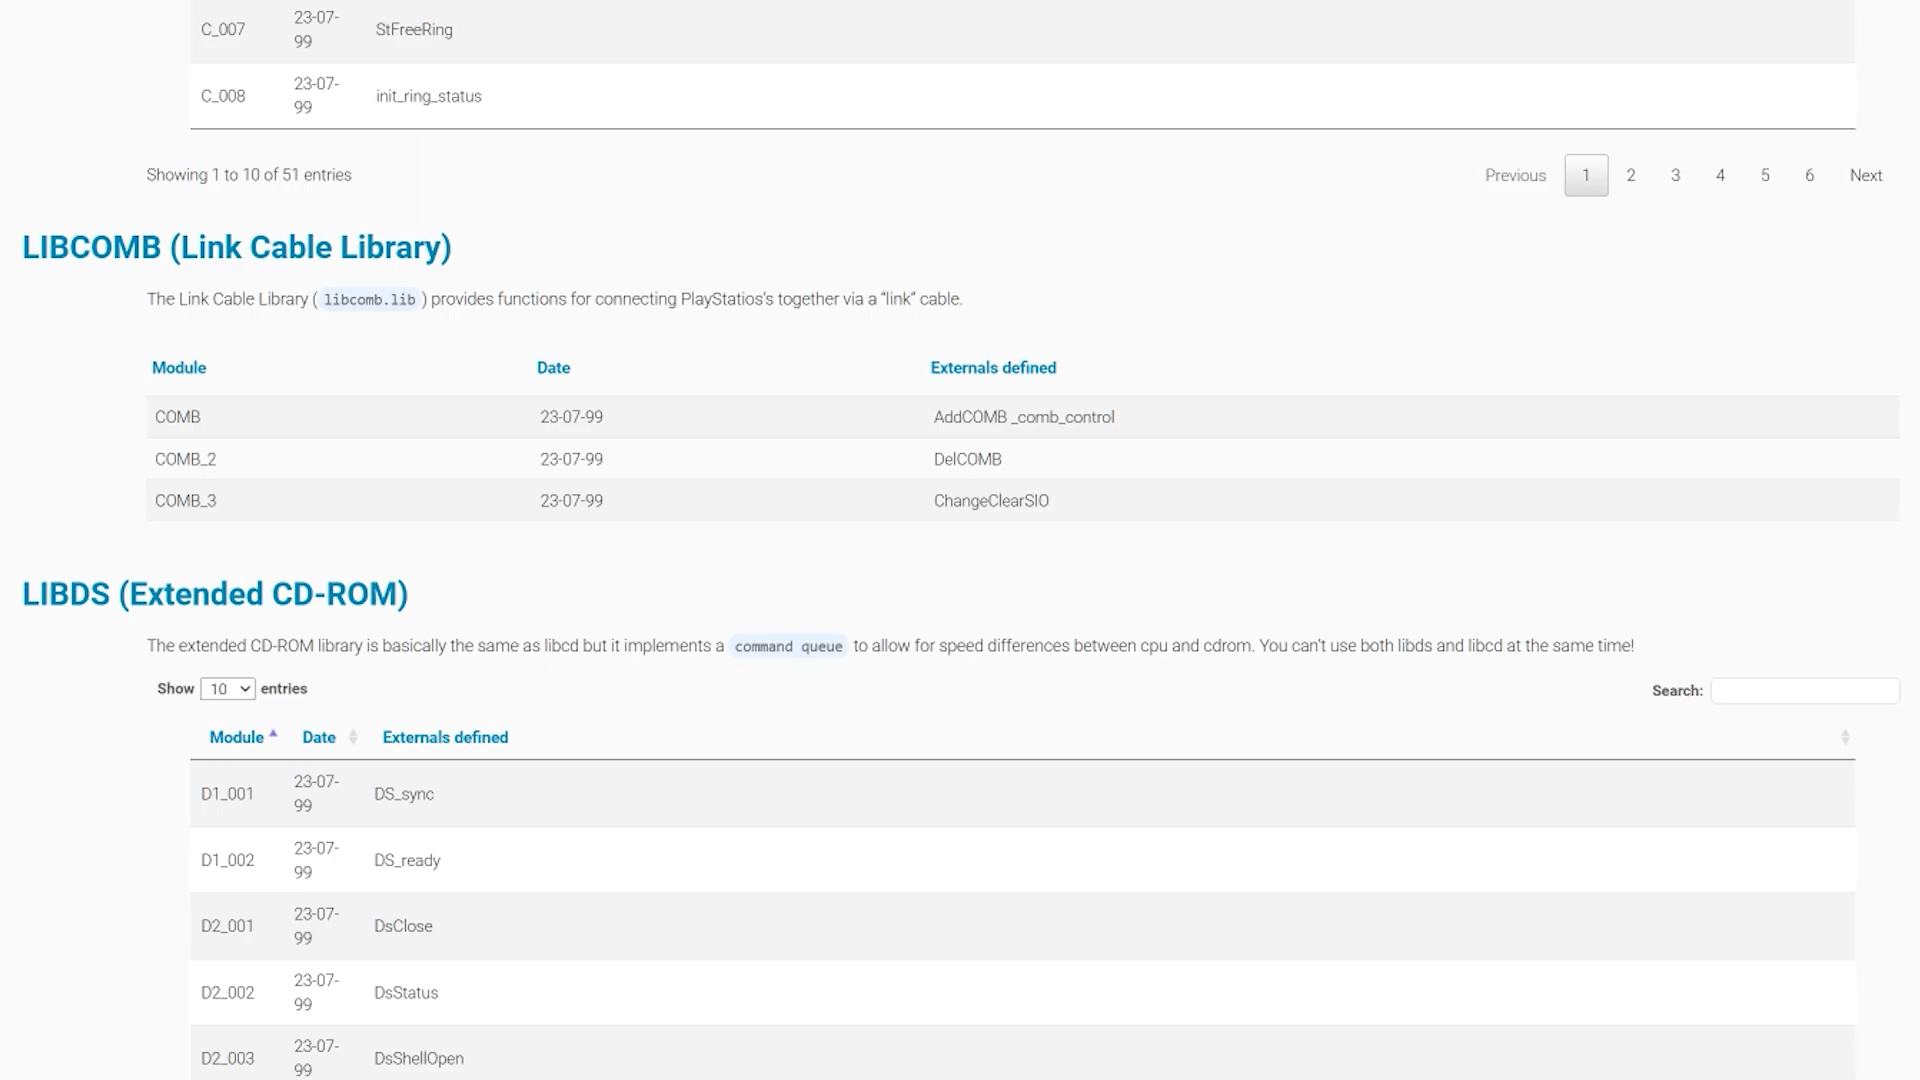 C_007 23-07-99 StFreeRing
C_008 23-07-99 init_ring_status
Showing 1 to 10 of 51 entries Previous 1 2 3 4 5 6 Next
LIBCOMB (Link Cable Library)
The Link Cable Library ( libcomb.lib ) provides functions for connecting PlayStatios's together via a “link” cable.
Module Date Externals defined
COMB 23-07-99 AddCOMB _comb_control
COMB_2 23-07-99 DelCOMB
COMB_3 23-07-99 ChangeClearSIO
LIBDS (Extended CD-ROM)
The extended CD-ROM library is basically the same as libcd but it implements a command queue to allow for speed differences between cpu and cdrom. You can't use both libds and libcd at the same time!
Show 10 entries Search:
Module Date Externals defined
D1_001 23-07-99 DS_sync
D1_002 23-07-99 DS_ready
D2_001 23-07-99 DsClose
D2_002 23-07-99 DsStatus
D2_003 23-07-99 DsShellOpen